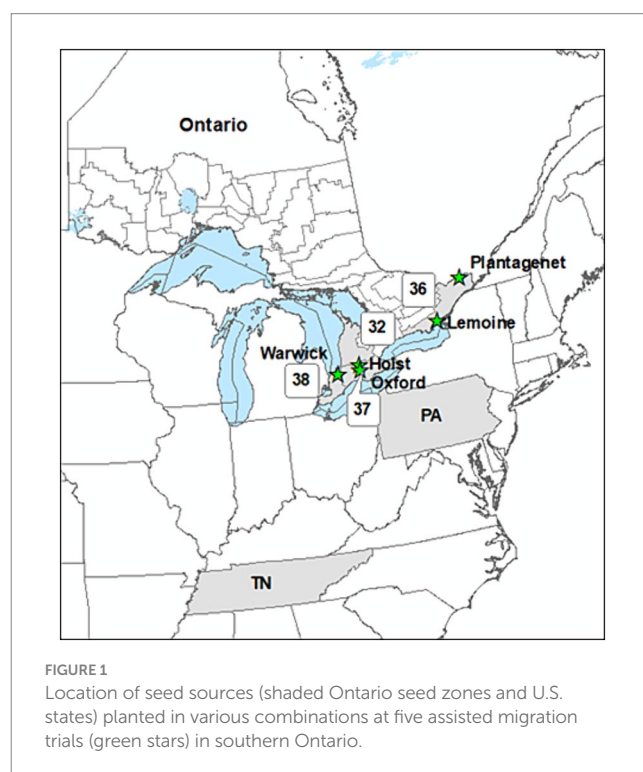 Ontario
Plantagenet
36
Lemoine
32
Warwick
Hoist
38
Oxford
37
PA
TN
FIGURE 1
Location of seed sources (shaded Ontario seed zones and U.S.
states) planted in various combinations at five assisted migration
trials (green stars) in southern Ontario.